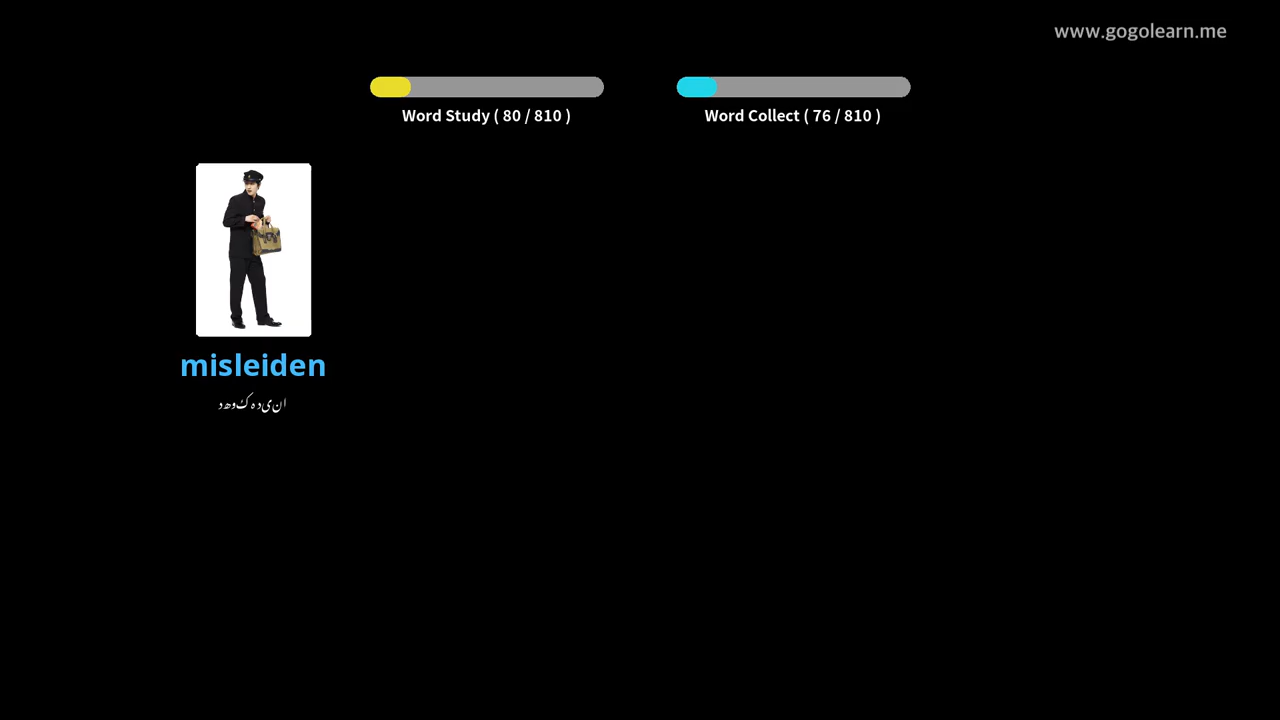 www.gogolearn.me
Word Study ( 80 / 810 )
Word Collect ( 76 / 810 )
misleiden
دھوکہ دینا